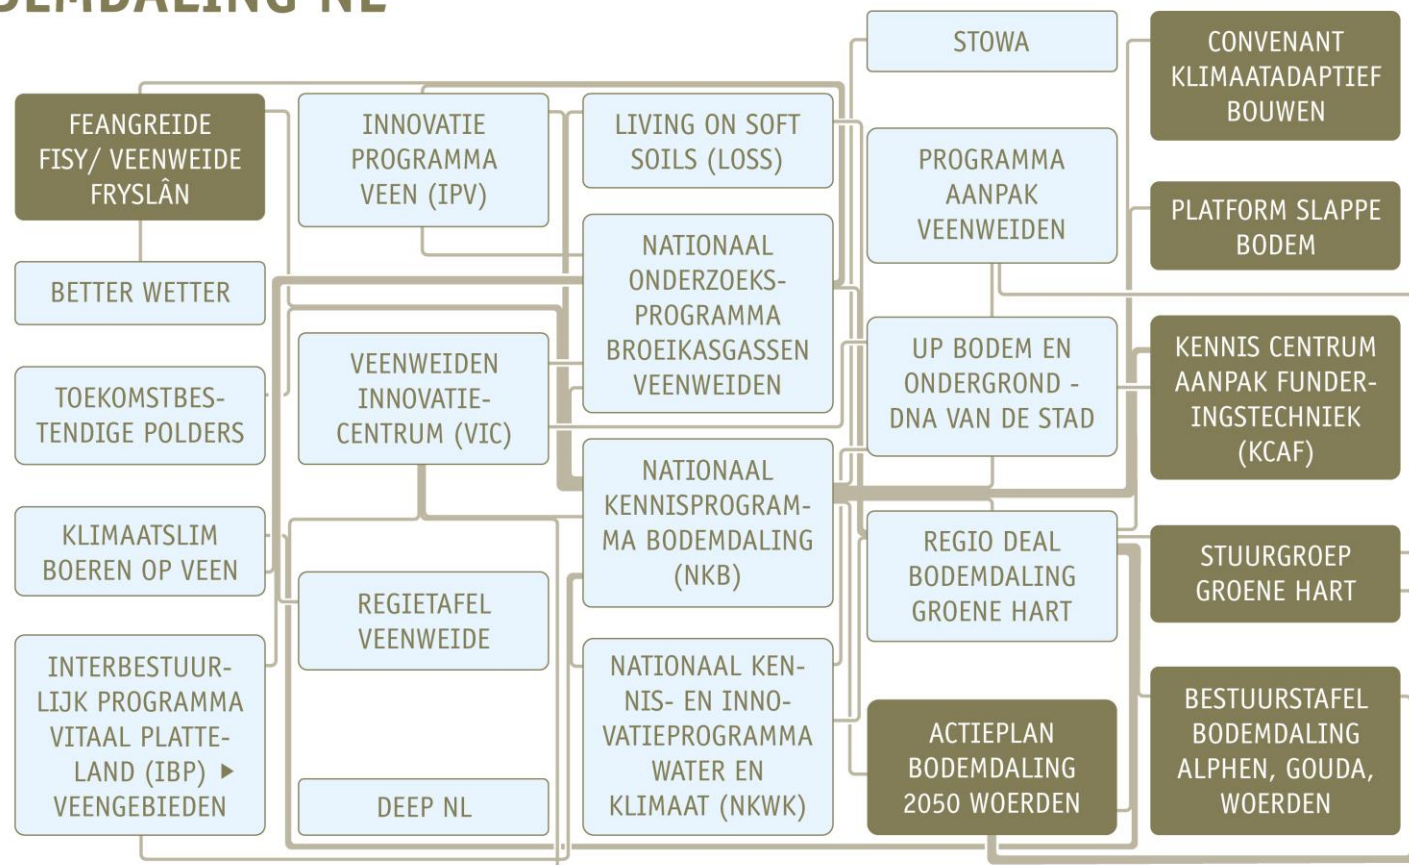 BODEMDALING NL
FEANGREIDE
FISY/ VEENWEIDE
FRYSLÂN
BETTER WETTER
TOEKOMSTBES-
TENDIGE POLDERS
KLIMAATSLIM
BOEREN OP VEEN
INTERBESTUUR-
LIJK PROGRAMMA
VITAAL PLATTE-
LAND (IBP) ▶
VEENGEBIEDEN
INNOVATIE
PROGRAMMA
VEEN (IPV)
VEENWEIDEN
INNOVATIE-
CENTRUM (VIC)
REGIETAFEL
VEENWEIDE
DEEP NL
LIVING ON SOFT
SOILS (LOSS)
NATIONAAL
ONDERZOEKS-
PROGRAMMA
BROEIKASGASSEN
VEENWEIDEN
NATIONAAL
KENNISPROGRAM-
MA BODEMDALING
(NKB)
NATIONAAL KEN-
NIS- EN INNO-
VATIEPROGRAMMA
WATER EN
KLIMAAT (NKWK)
STOWA
PROGRAMMA
AANPAK
VEENWEIDEN
UP BODEM EN
ONDERGROND -
DNA VAN DE STAD
REGIO DEAL
BODEMDALING
GROENE HART
ACTIEPLAN
BODEMDALING
2050 WOERDEN
CONVENANT
KLIMAATADAPTIEF
BOUWEN
PLATFORM SLAPPE
BODEM
KENNIS CENTRUM
AANPAK FUNDER-
INGSTECHNIEK
(KCAF)
STUURGROEP
GROENE HART
BESTUURSTAFEL
BODEMDALING
ALPHEN, GOUDA,
WOERDEN